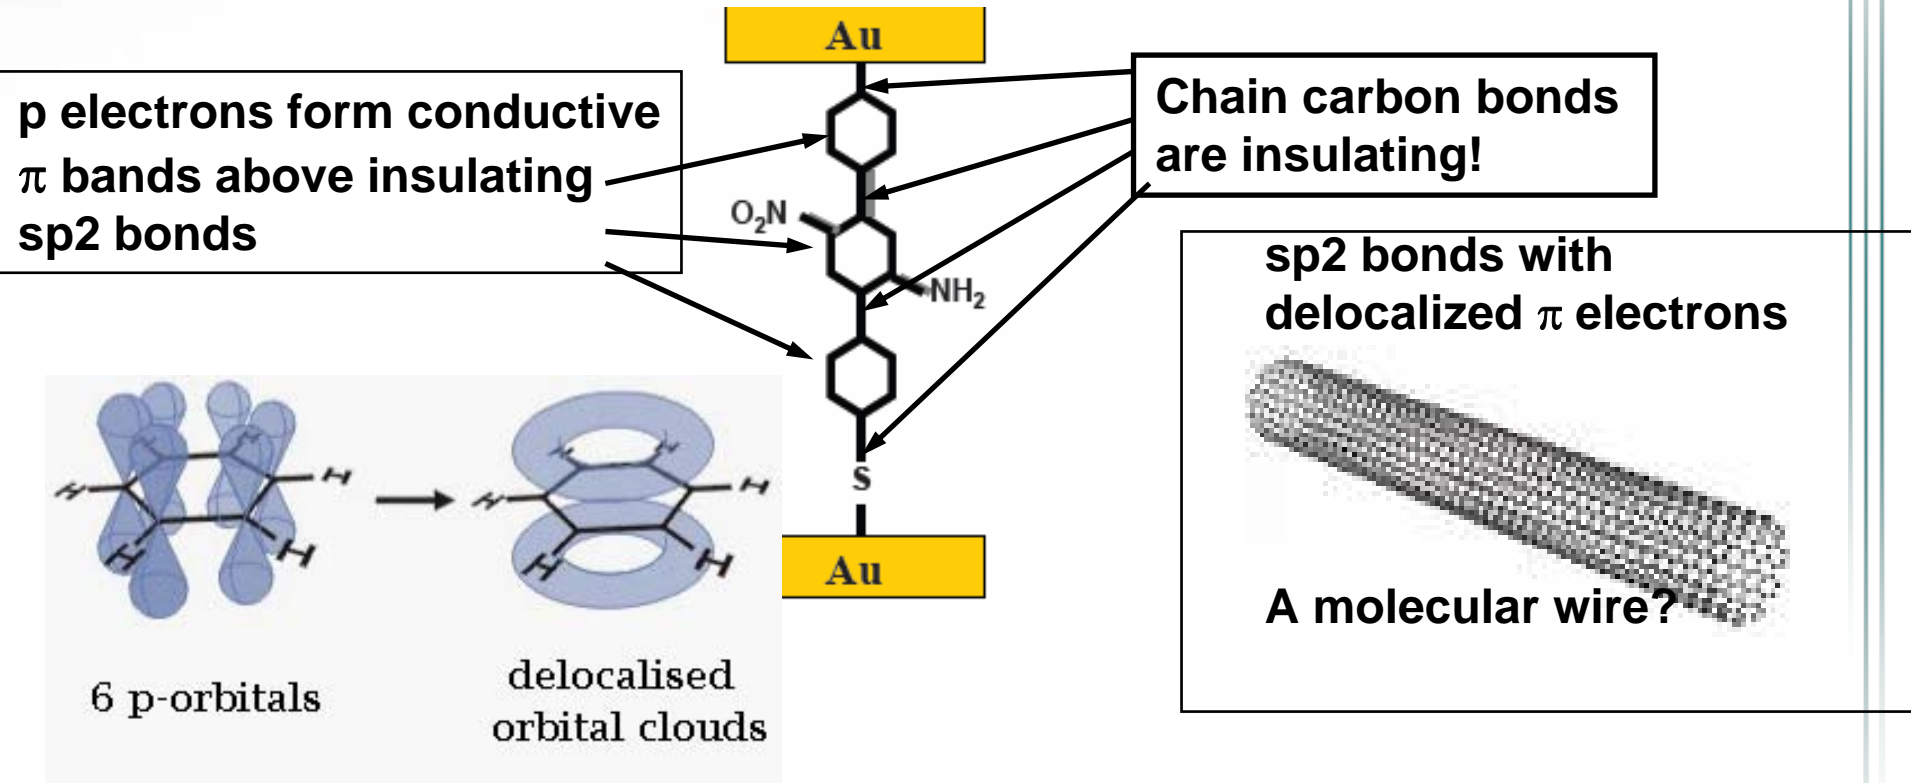 Au
p electrons form conductive
π bands above insulating
sp2 bonds
Chain carbon bonds
are insulating!
O₂N
NH₂
S
Au
sp2 bonds with
delocalized π electrons
A molecular wire?
H
H
H
H
H
H
H
H
H
H
H
H
6 p-orbitals
delocalised
orbital clouds